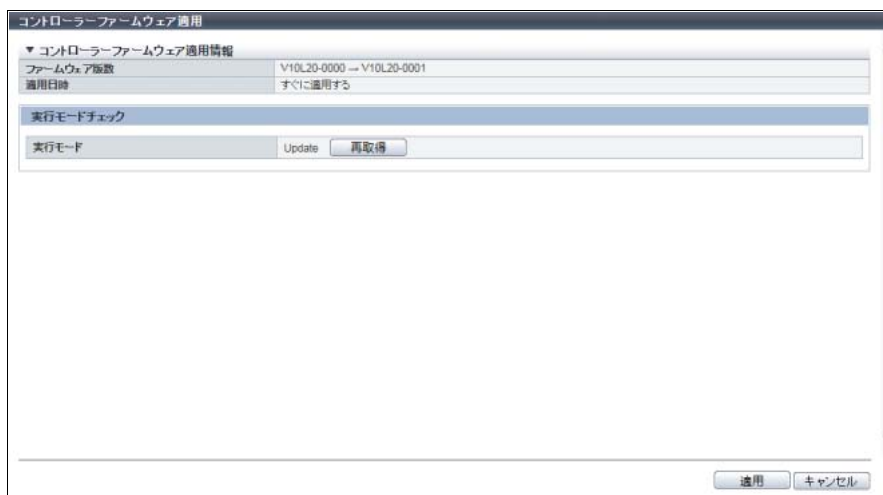 コントローラーファームウェア適用
▼ コントローラーファームウェア適用情報
ファームウェア版数 V10L20-0000 → V10L20-0001
適用日時 すぐに適用する
実行モードチェック
実行モード Update 再取得
適用 キャンセル